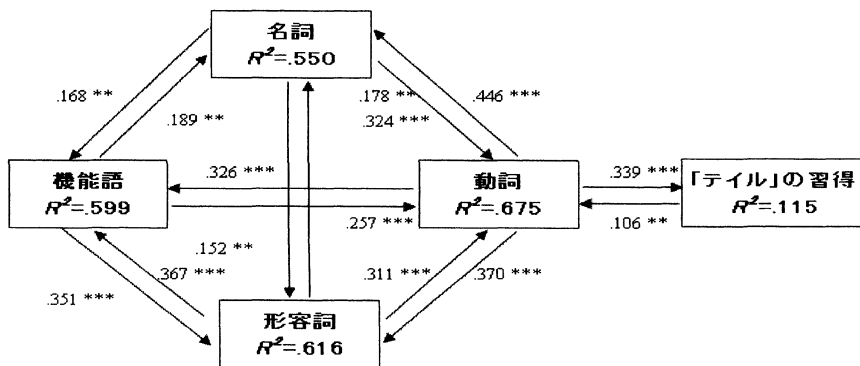 名詞
R²=.550
.168 **
.189 **
.178 **
.324 ***
.446 ***
機能語
R²=.599
.326 ***
.257 ***
動詞
R²=.675
.339 ***
.106 **
「テイル」の習得
R²=.115
.152 **
.367 ***
.351 ***
.311 ***
.370 ***
形容詞
R²=.616